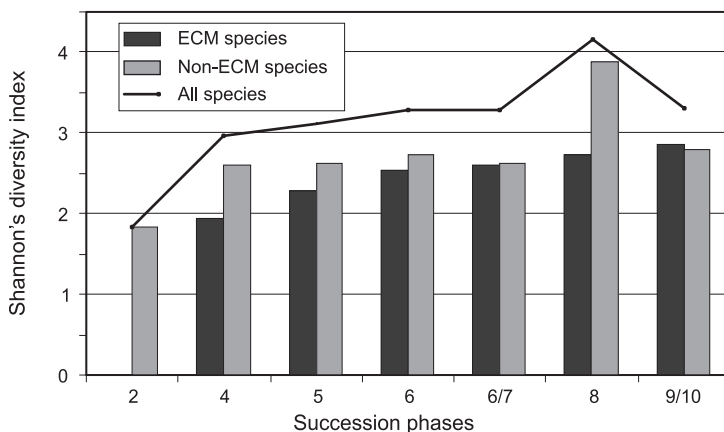 ECM species
Non-ECM species
All species
Shannon's diversity index
4
3
2
1
0
2 4 5 6 6/7 8 9/10
Succession phases